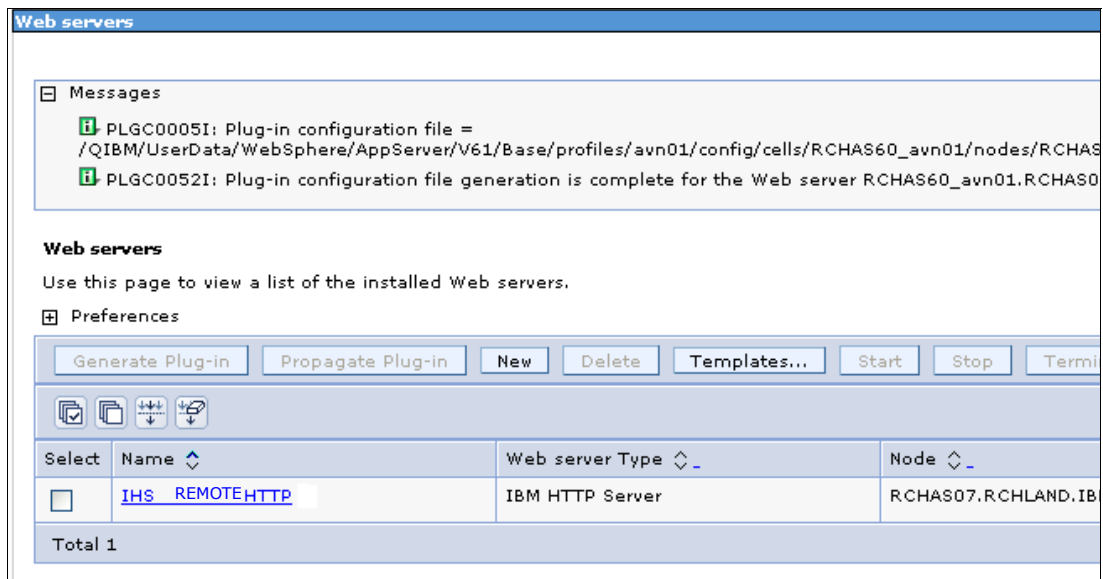 Web servers
Messages
PLGC0005I: Plug-in configuration file =
/QIBM/UserData/WebSphere/AppServer/V61/Base/profiles/avn01/config/cells/RCHAS60_avn01/nodes/RCHAS
PLGC0052I: Plug-in configuration file generation is complete for the Web server RCHAS60_avn01.RCHAS0
Web servers
Use this page to view a list of the installed Web servers.
Preferences
Generate Plug-in Propagate Plug-in New Delete Templates... Start Stop Termi
Select Name Web server Type Node
IHS REMOTEHTTP IBM HTTP Server RCHAS07.RCHLAND.IB
Total 1